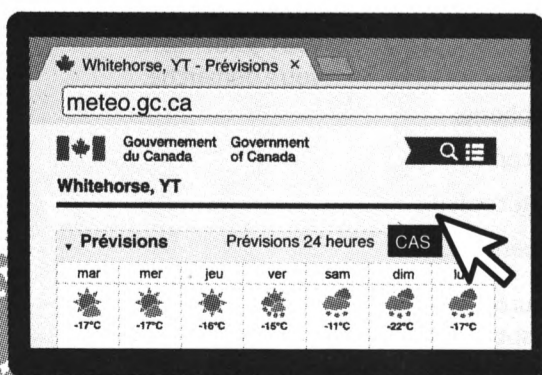 Whitehorse, YT - Prévisions ×
meteo.gc.ca
Gouvernement Government
du Canada of Canada
Whitehorse, YT
Prévisions Prévisions 24 heures CAS
mar mer jeu ver sam dim
-17°C -17°C -16°C -15°C -11°C -22°C -17°C